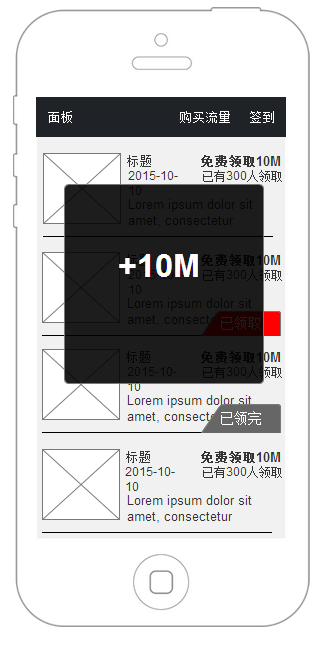 面板 购买流量 签到
标题 免费领取10M
2015-10-10 已有300人领取
Lorem ipsum dolor sit
amet, consectetur
+10M
标题 免费领取10M
2015-10-10 已有300人领取
Lorem ipsum dolor sit
amet, consectetur
已领取
标题 免费领取10M
2015-10-10 已有300人领取
Lorem ipsum dolor sit
amet, consectetur
已领完
标题 免费领取10M
2015-10-
10 已有300人领取
Lorem ipsum dolor sit
amet, consectetur